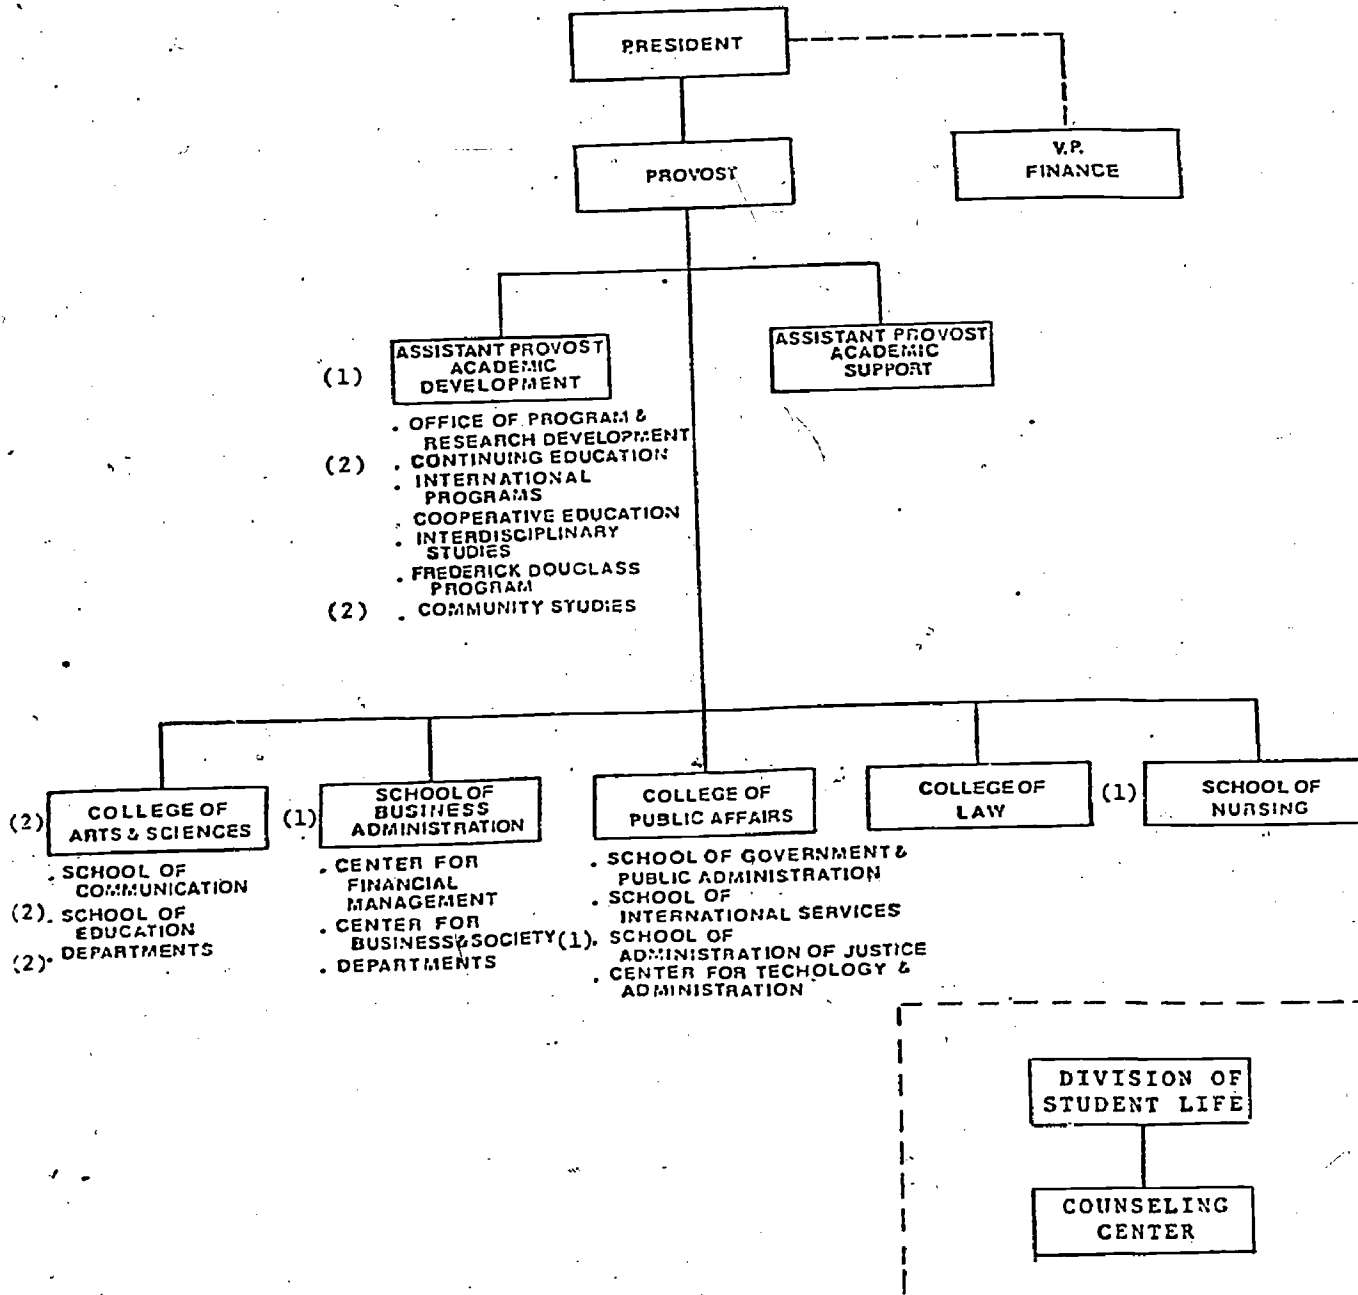 PRESIDENT
V.P.
FINANCE
PROVOST
ASSISTANT PROVOST
ACADEMIC
DEVELOPMENT
(1)
ASSISTANT PROVOST
ACADEMIC
SUPPORT
. OFFICE OF PROGRAM &
RESEARCH DEVELOPMENT
(2) . CONTINUING EDUCATION
. INTERNATIONAL
PROGRAMS
. COOPERATIVE EDUCATION
. INTERDISCIPLINARY
STUDIES
. FREDERICK DOUGLASS
PROGRAM
(2) . COMMUNITY STUDIES
(2) COLLEGE OF
ARTS & SCIENCES
. SCHOOL OF
COMMUNICATION
(2). SCHOOL OF
EDUCATION
(2). DEPARTMENTS
(1) SCHOOL OF
BUSINESS
ADMINISTRATION
. CENTER FOR
FINANCIAL
MANAGEMENT
. CENTER FOR
BUSINESS & SOCIETY
. DEPARTMENTS
COLLEGE OF
PUBLIC AFFAIRS
. SCHOOL OF GOVERNMENT &
PUBLIC ADMINISTRATION
. SCHOOL OF
INTERNATIONAL SERVICES
(1). SCHOOL OF
ADMINISTRATION OF JUSTICE
. CENTER FOR TECHOLOGY &
ADMINISTRATION
COLLEGE OF
LAW
(1) SCHOOL OF
NURSING
DIVISION OF
STUDENT LIFE
COUNSELING
CENTER